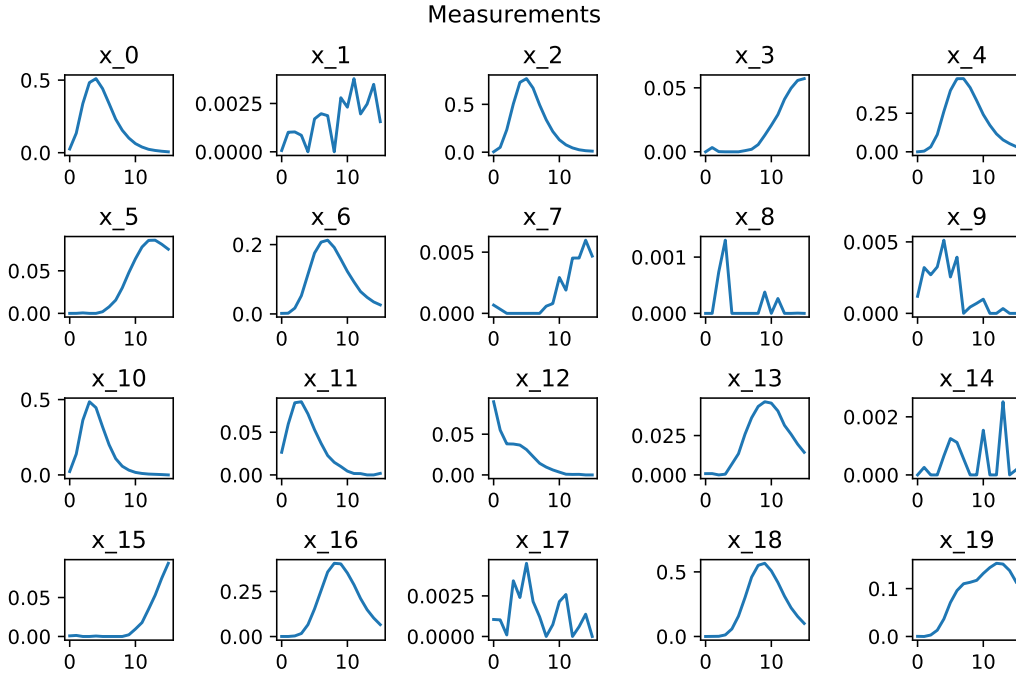 Measurements
x_0 x_1 x_2 x_3 x_4
0.5 0.0025 0.5 0.05 0.25
0.0 0.0000 0.0 0.00 0.00
0 10 0 10 0 10 0 10 0 10
x_5 x_6 x_7 x_8 x_9
0.05 0.2 0.005 0.001 0.005
0.00 0.0 0.000 0.000 0.000
0 10 0 10 0 10 0 10 0 10
x_10 x_11 x_12 x_13 x_14
0.5 0.05 0.05 0.025 0.002
0.0 0.00 0.00 0.000 0.000
0 10 0 10 0 10 0 10 0 10
x_15 x_16 x_17 x_18 x_19
0.05 0.25 0.0025 0.5 0.1
0.00 0.00 0.0000 0.0 0.0
0 10 0 10 0 10 0 10 0 10